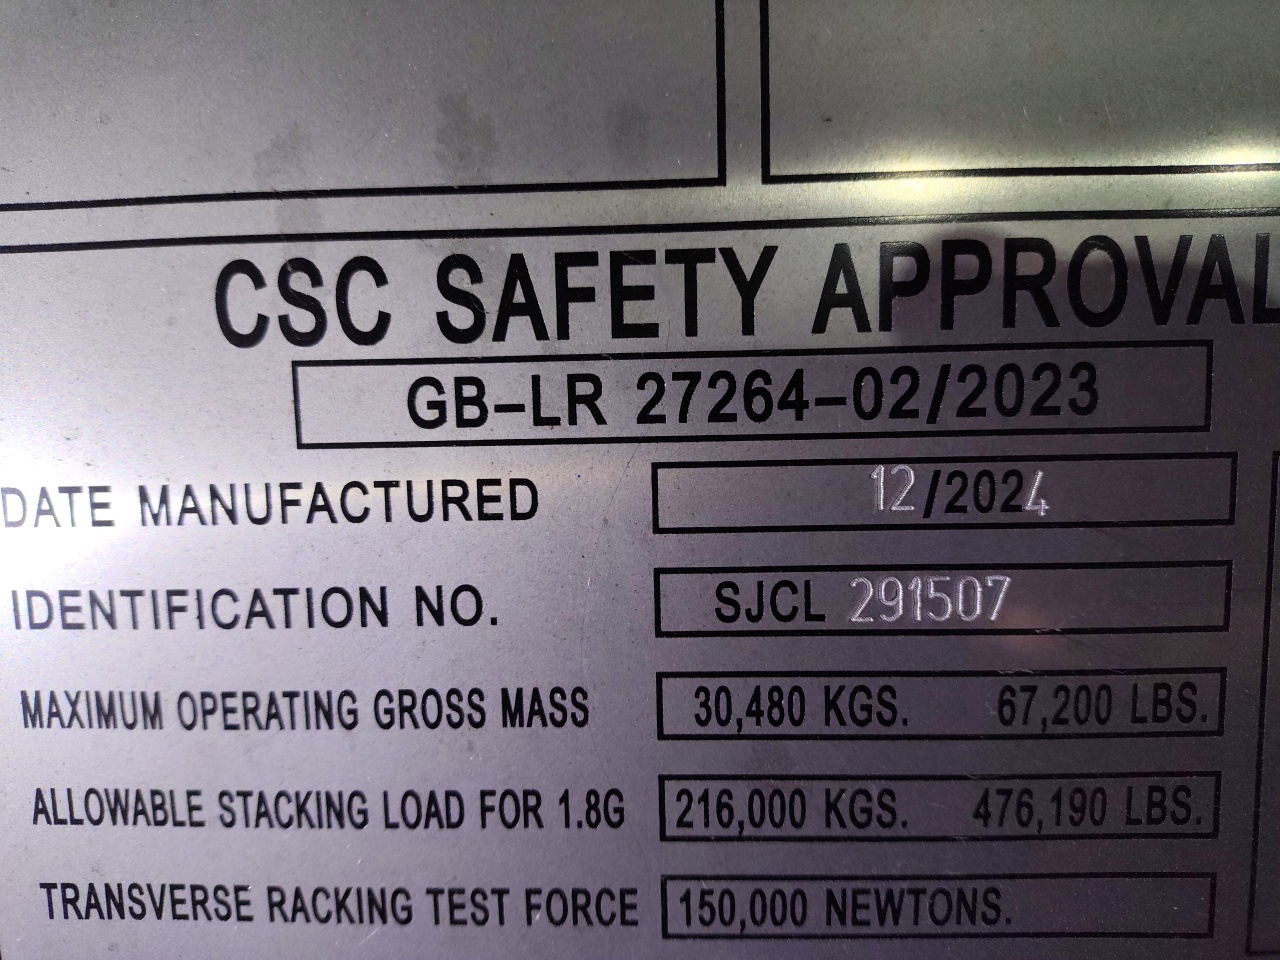 CSC SAFETY APPROVAL
GB-LR 27264-02/2023
DATE MANUFACTURED 12/2024
IDENTIFICATION NO. SJCL 291507
MAXIMUM OPERATING GROSS MASS 30,480 KGS. 67,200 LBS.
ALLOWABLE STACKING LOAD FOR 1.8G 216,000 KGS. 476,190 LBS.
TRANSVERSE RACKING TEST FORCE 150,000 NEWTONS.